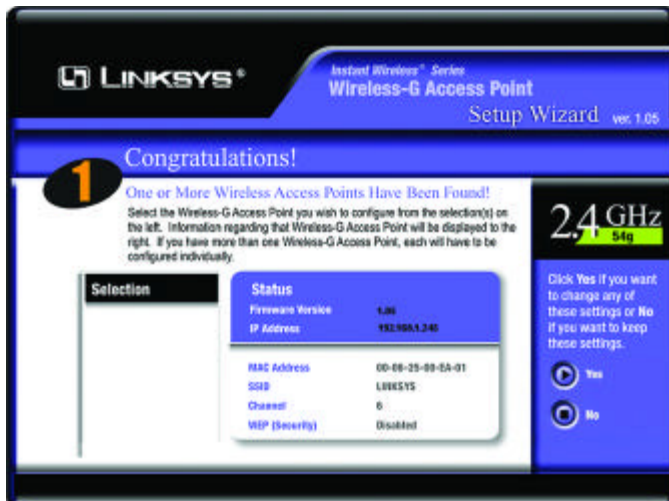 LINKSYS®
Instant Wireless® Series
Wireless-G Access Point
Setup Wizard ver. 1.05
1
Congratulations!
One or More Wireless Access Points Have Been Found!
Select the Wireless-G Access Point you wish to configure from the selection(s) on
the left. Information regarding that Wireless-G Access Point will be displayed to the
right. If you have more than one Wireless-G Access Point, each will have to be
configured individually.
Selection
Status
Firmware Version
IP Address 192.168.1.240
MAC Address
SSID LINKSYS
Channel 6
WEP (Security) Disabled
2.4 GHz
54g
Click Yes if you want
to change any of
these settings or No
if you want to keep
these settings.
Yes
No